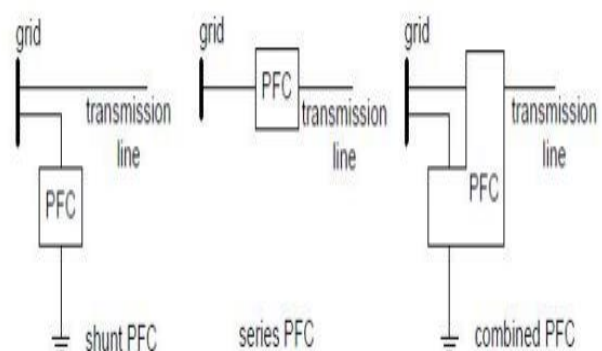 grid
transmission
line
PFC
shunt PFC
grid
PFC
transmission
line
series PFC
grid
transmission
line
PFC
combined PFC